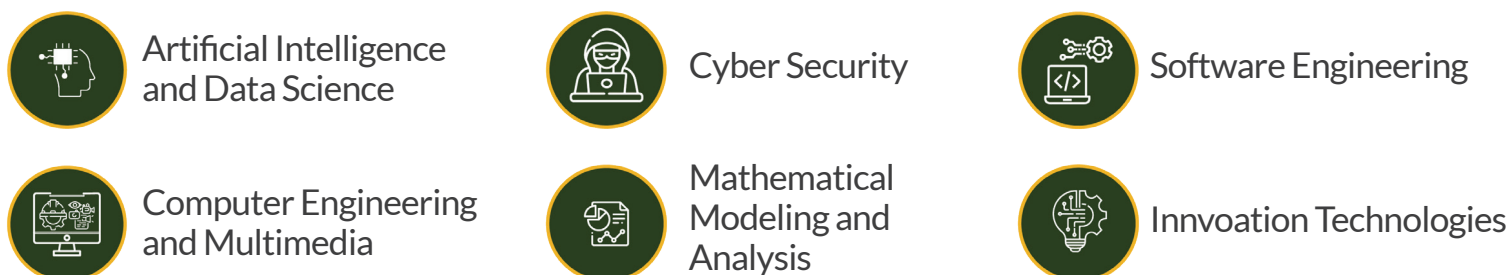 Artificial Intelligence
and Data Science
Cyber Security
Software Engineering
Computer Engineering
and Multimedia
Mathematical
Modeling and
Analysis
Innvoation Technologies